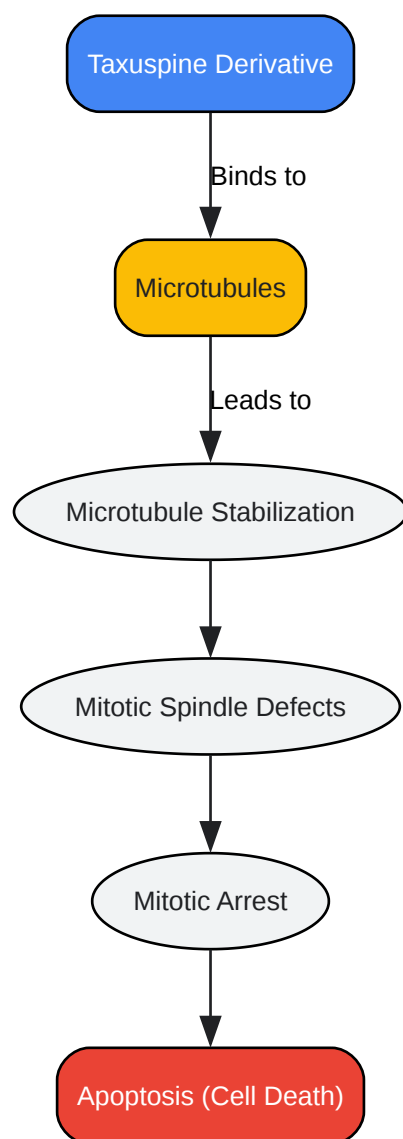 Taxuspine Derivative
Binds to
Microtubules
Leads to
Microtubule Stabilization
Mitotic Spindle Defects
Mitotic Arrest
Apoptosis (Cell Death)